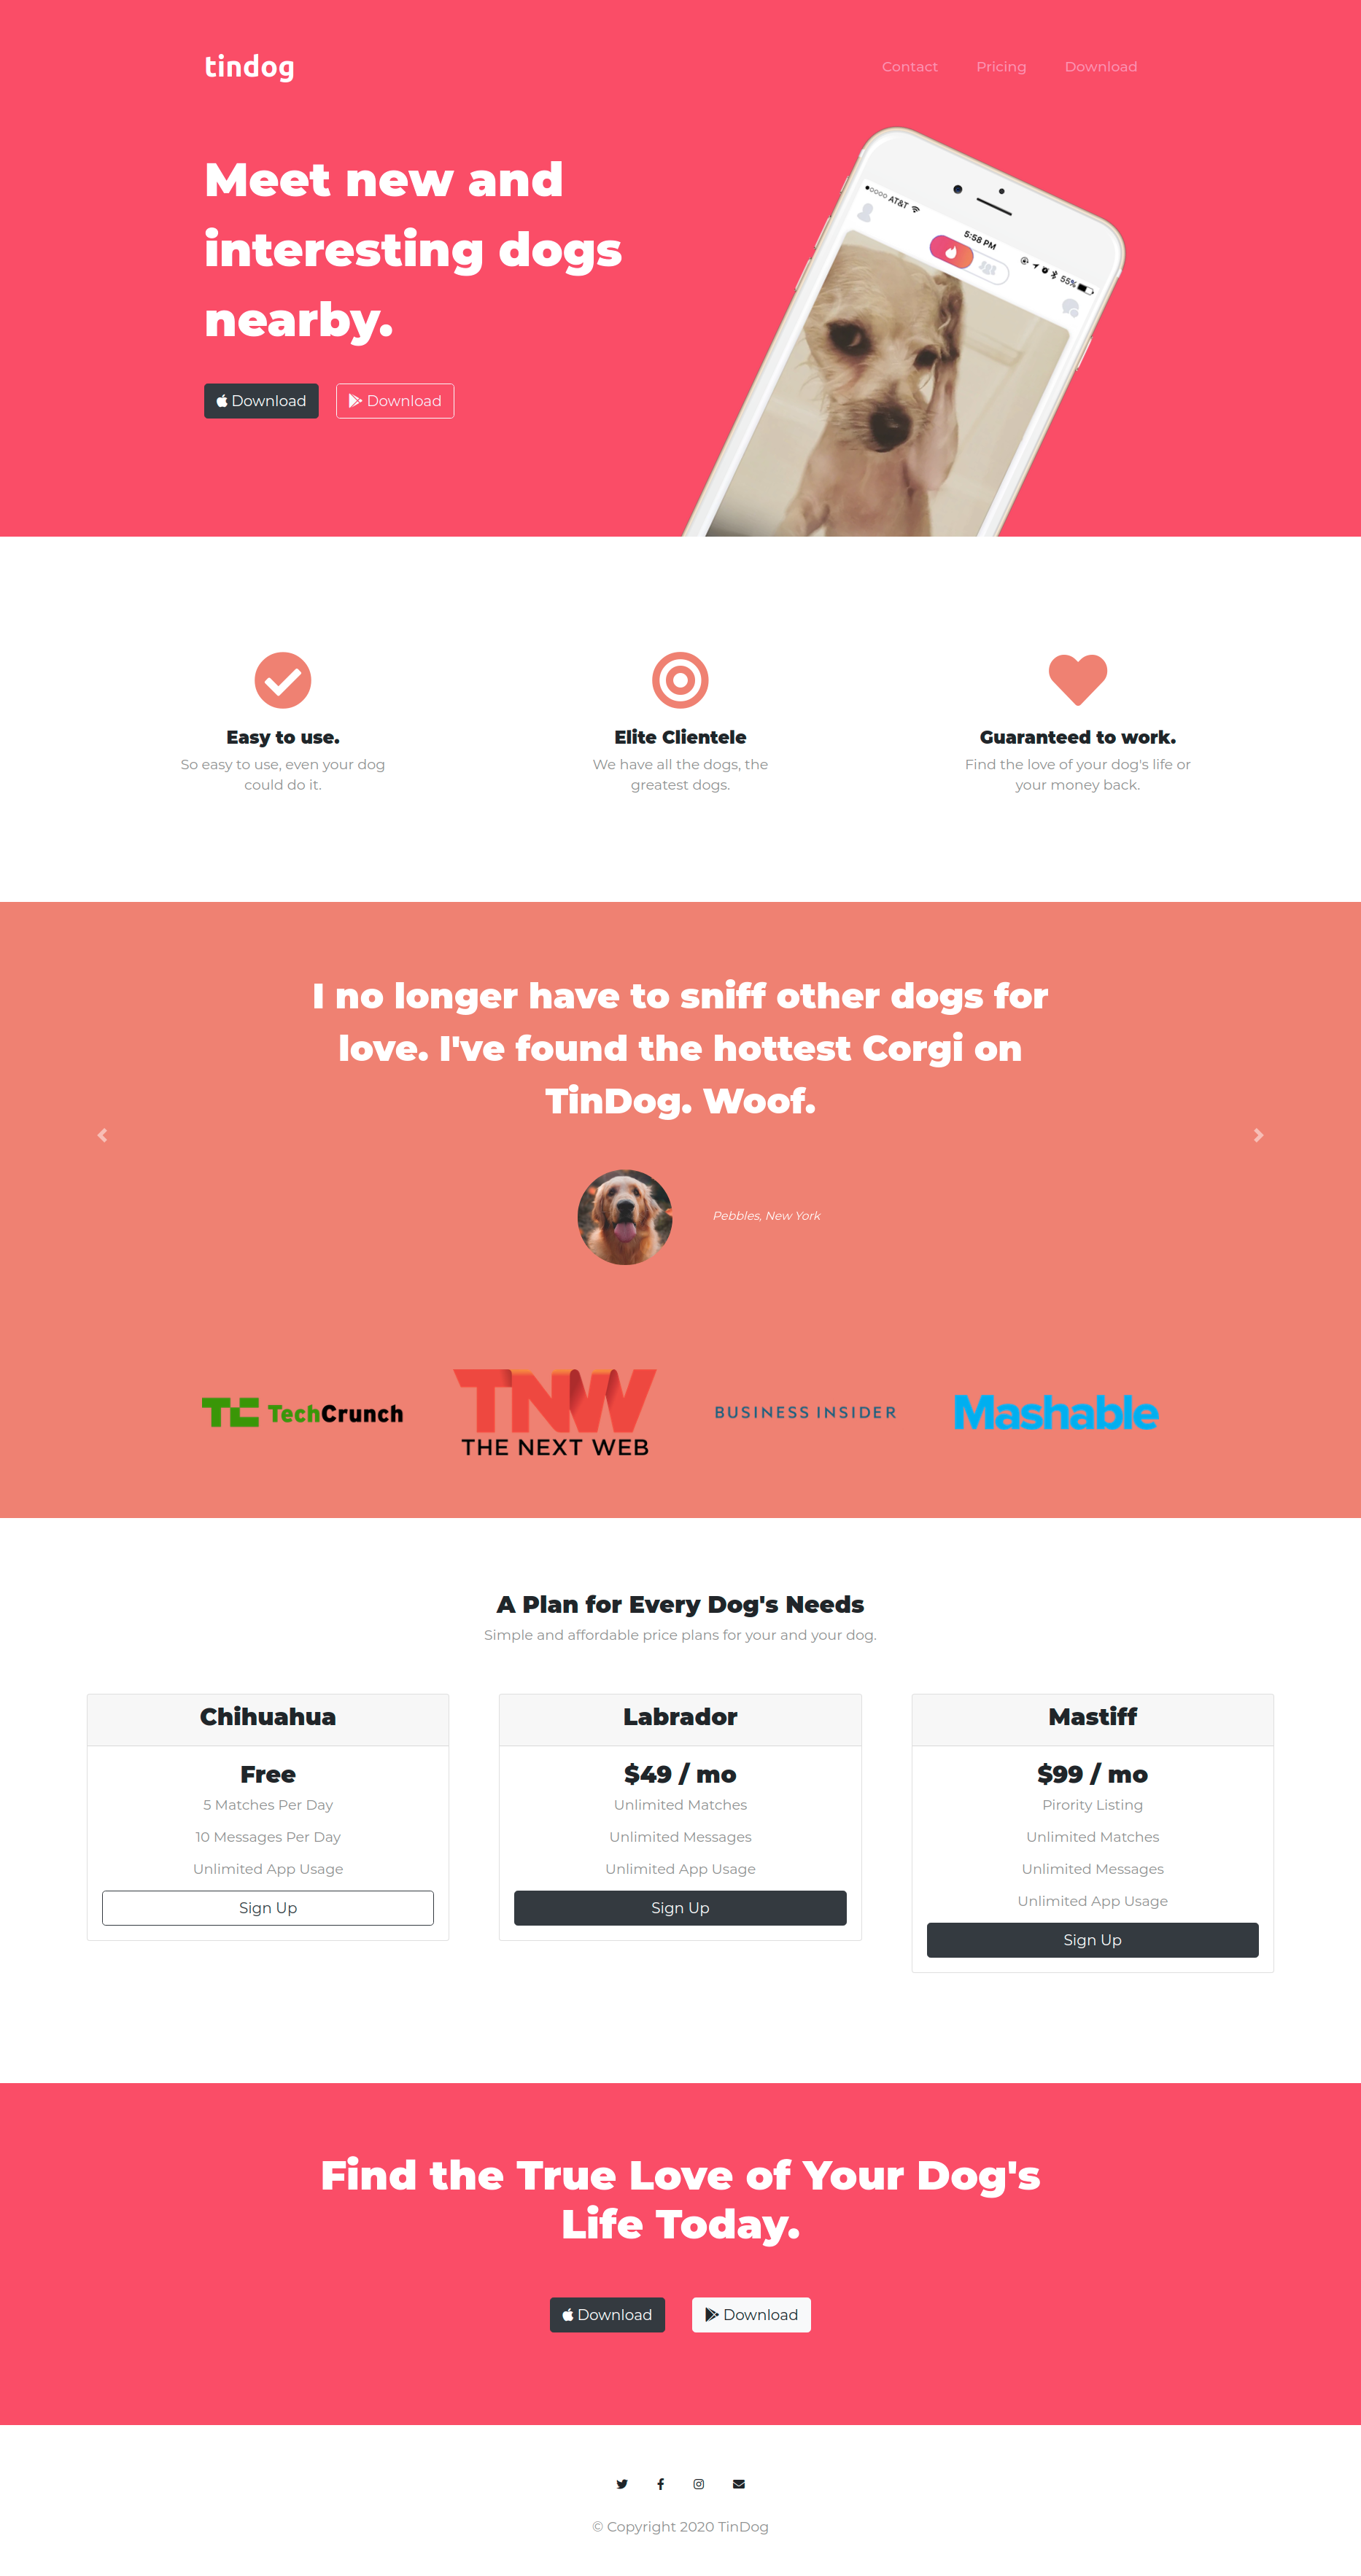 tindog
Contact Pricing Download
Meet new and
interesting dogs
nearby.
Download Download
●○○○○ AT&T
5:58 PM
55%
Easy to use.
So easy to use, even your dog
could do it.
Elite Clientele
We have all the dogs, the
greatest dogs.
Guaranteed to work.
Find the love of your dog's life or
your money back.
I no longer have to sniff other dogs for
love. I've found the hottest Corgi on
TinDog. Woof.
Pebbles, New York
TC TechCrunch
TNW
THE NEXT WEB
BUSINESS INSIDER
Mashable
A Plan for Every Dog's Needs
Simple and affordable price plans for your and your dog.
Chihuahua
Free
5 Matches Per Day
10 Messages Per Day
Unlimited App Usage
Sign Up
Labrador
$49 / mo
Unlimited Matches
Unlimited Messages
Unlimited App Usage
Sign Up
Mastiff
$99 / mo
Pirority Listing
Unlimited Matches
Unlimited Messages
Unlimited App Usage
Sign Up
Find the True Love of Your Dog's
Life Today.
Download Download
© Copyright 2020 TinDog